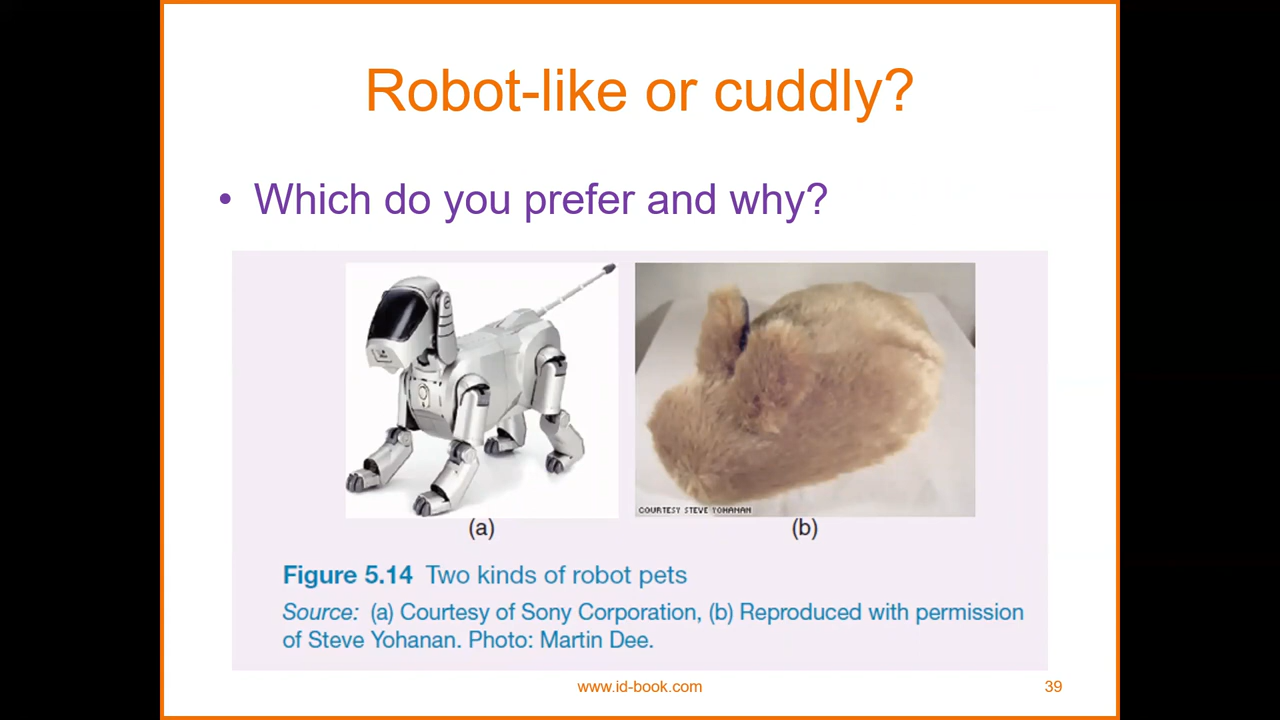 Robot-like or cuddly?
• Which do you prefer and why?
COURTESY STEVE YOHANAN
(a)
(b)
Figure 5.14 Two kinds of robot pets
Source: (a) Courtesy of Sony Corporation, (b) Reproduced with permission
of Steve Yohanan. Photo: Martin Dee.
www.id-book.com
39